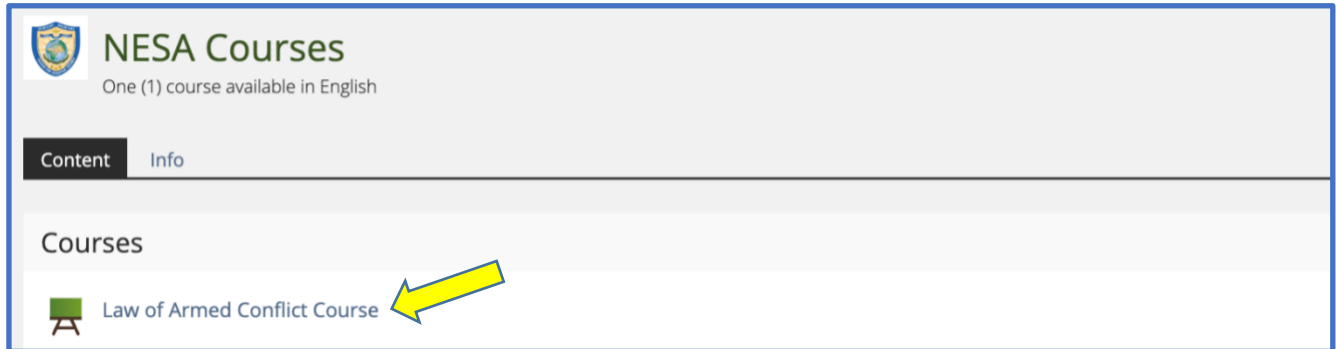 NESA Courses
One (1) course available in English
Content Info
Courses
Law of Armed Conflict Course